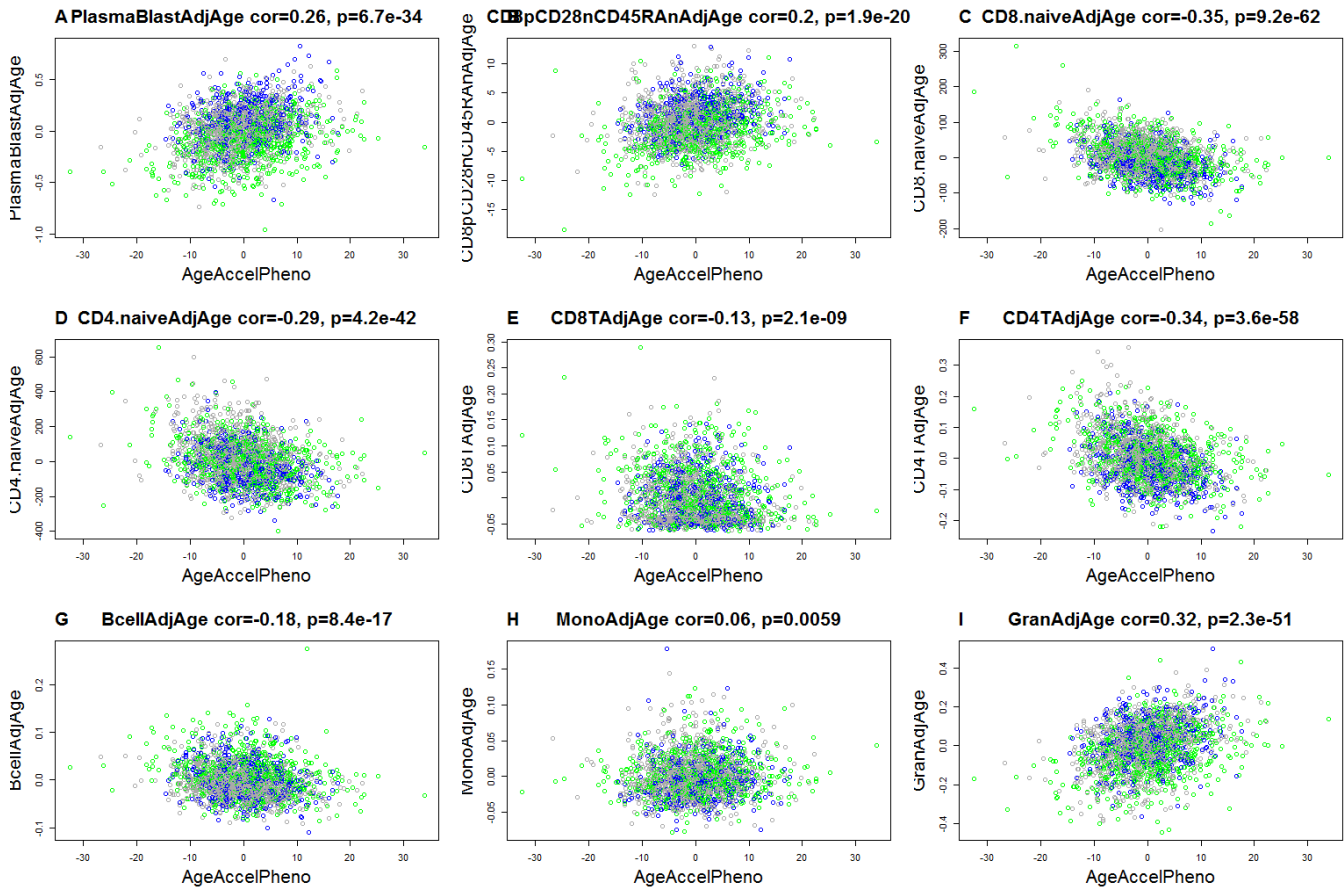 A PlasmaBlastAdjAge cor=0.26, p=6.7e-34
PlasmaBlastAdjAge
-1.0 -0.5 0.0 0.5
-30 -20 -10 0 10 20 30
AgeAccelPheno
B CD8pCD28nCD45RAnAdjAge cor=0.2, p=1.9e-20
CD8pCD28nCD45RAnAdjAge
-15 -10 -5 0 5 10
-30 -20 -10 0 10 20 30
AgeAccelPheno
C CD8.naiveAdjAge cor=-0.35, p=9.2e-62
CD8.naiveAdjAge
-200 -100 0 100 200 300
-30 -20 -10 0 10 20 30
AgeAccelPheno
D CD4.naiveAdjAge cor=-0.29, p=4.2e-42
CD4.naiveAdjAge
-400 -200 0 200 400 600
-30 -20 -10 0 10 20 30
AgeAccelPheno
E CD8TAdjAge cor=-0.13, p=2.1e-09
CD8TAdjAge
-0.05 0.05 0.10 0.15 0.20 0.25 0.30
-30 -20 -10 0 10 20 30
AgeAccelPheno
F CD4TAdjAge cor=-0.34, p=3.6e-58
CD4TAdjAge
-0.2 -0.1 0.0 0.1 0.2 0.3
-30 -20 -10 0 10 20 30
AgeAccelPheno
G BcellAdjAge cor=-0.18, p=8.4e-17
BcellAdjAge
-0.1 0.0 0.1 0.2
-30 -20 -10 0 10 20 30
AgeAccelPheno
H MonoAdjAge cor=0.06, p=0.0059
MonoAdjAge
-0.05 0.00 0.05 0.10 0.15
-30 -20 -10 0 10 20 30
AgeAccelPheno
I GranAdjAge cor=0.32, p=2.3e-51
GranAdjAge
-0.4 -0.2 0.0 0.2 0.4
-30 -20 -10 0 10 20 30
AgeAccelPheno